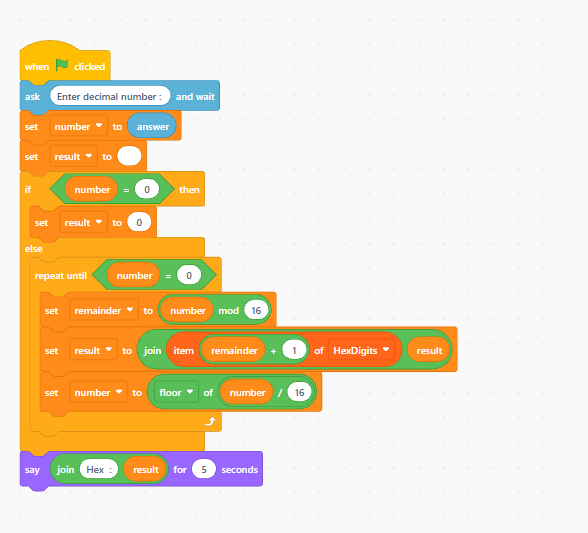 when clicked
ask Enter decimal number : and wait
set number to answer
set result to
if number = 0 then
set result to 0
else
repeat until number = 0
set remainder to number mod 16
set result to join item remainder + 1 of HexDigits result
set number to floor of number / 16
say join Hex : result for 5 seconds